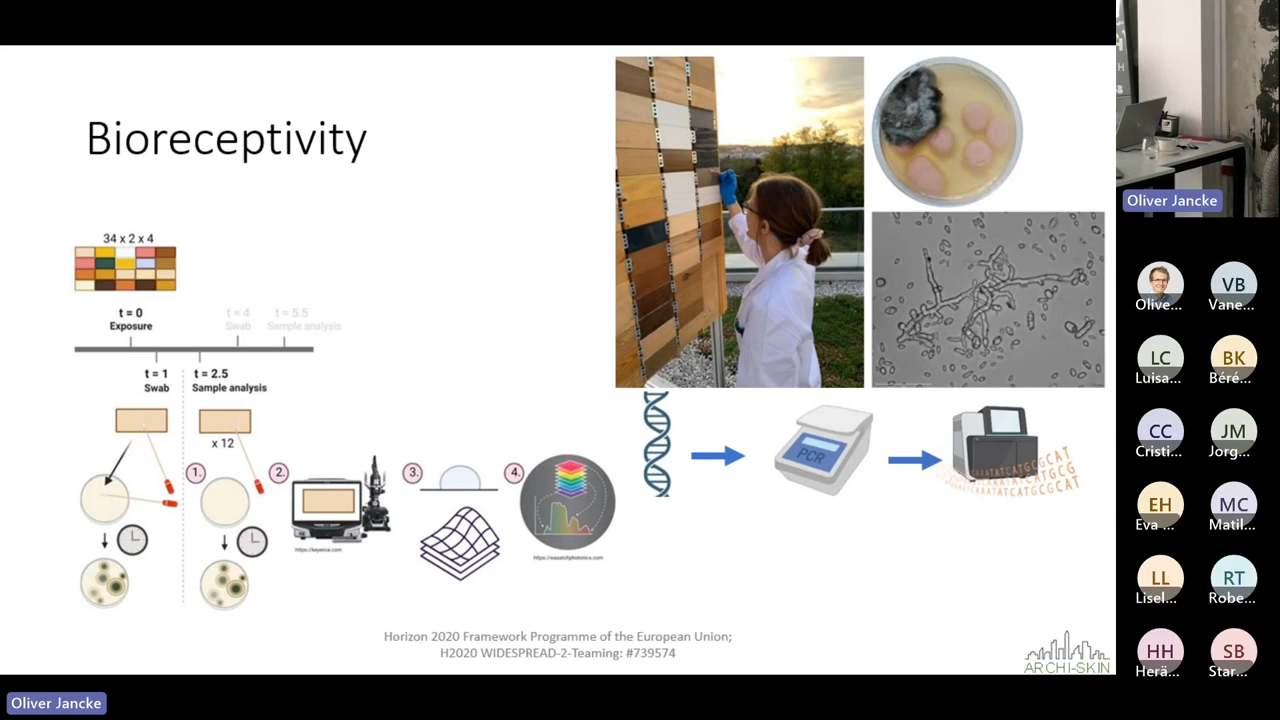 Bioreceptivity
34 x 2 x 4
t = 0
Exposure
t = 4
Swab
t = 5.5
Sample analysis
t = 1
Swab
t = 2.5
Sample analysis
x 12
1.
2.
3.
4.
https://keyence.com
https://wasatchphotonics.com
PCR
Horizon 2020 Framework Programme of the European Union;
H2020 WIDESPREAD-2-Teaming: #739574
ARCHI-SKIN
Oliver Jancke
Oliver Jancke
Olive...
VB
Vane...
LC
Luisa...
BK
Béré...
CC
Cristi...
JM
Jorg...
EH
Eva ...
MC
Matil...
LL
Lisel...
RT
Robe...
HH
Herä...
SB
Star...